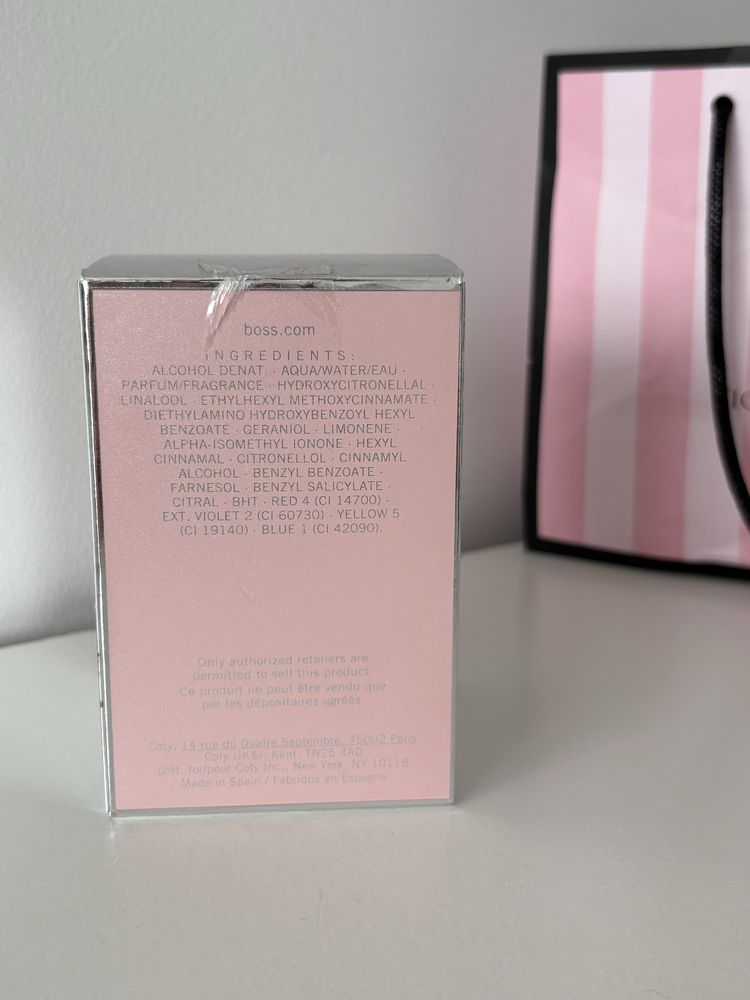 boss.com
INGREDIENTS:
ALCOHOL DENAT. · AQUA/WATER/EAU ·
PARFUM/FRAGRANCE · HYDROXYCITRONELLAL ·
LINALOOL · ETHYLHEXYL METHOXYCINNAMATE ·
DIETHYLAMINO HYDROXYBENZOYL HEXYL
BENZOATE · GERANIOL · LIMONENE ·
ALPHA-ISOMETHYL IONONE · HEXYL
CINNAMAL · CITRONELLOL · CINNAMYL
ALCOHOL · BENZYL BENZOATE ·
FARNESOL · BENZYL SALICYLATE ·
CITRAL · BHT · RED 4 (CI 14700) ·
EXT. VIOLET 2 (CI 60730) · YELLOW 5
(CI 19140) · BLUE 1 (CI 42090).
Only authorized retailers are
permitted to sell this product.
Ce produit ne peut être vendu que
par les dépositaires agréés.
Coty, 14 rue du Quatre Septembre, 75002 Paris
Coty UK&I, Kent, TN25 4AQ
Dist. for/pour Coty Inc., New York, NY 10118
Made in Spain / Fabriqué en Espagne